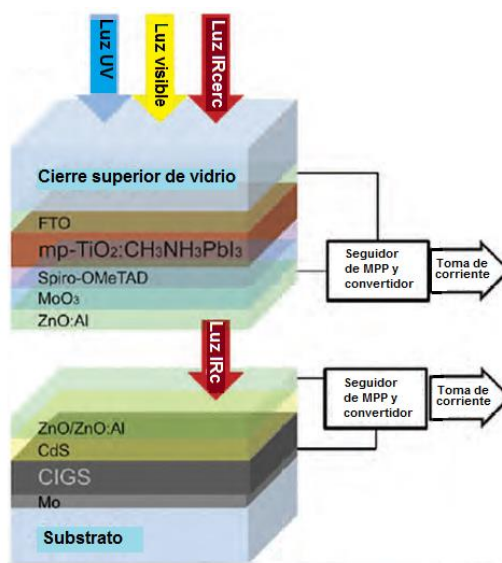 Luz UV
Luz visible
Luz IRcerc
Cierre superior de vidrio
FTO
mp-TiO₂:CH₃NH₃PbI₃
Spiro-OMeTAD
MoO₃
ZnO:Al
Seguidor
de MPP y
convertidor
Toma de
corriente
Luz IRc
ZnO/ZnO:Al
CdS
CIGS
Mo
Substrato
Seguidor
de MPP y
convertidor
Toma de
corriente